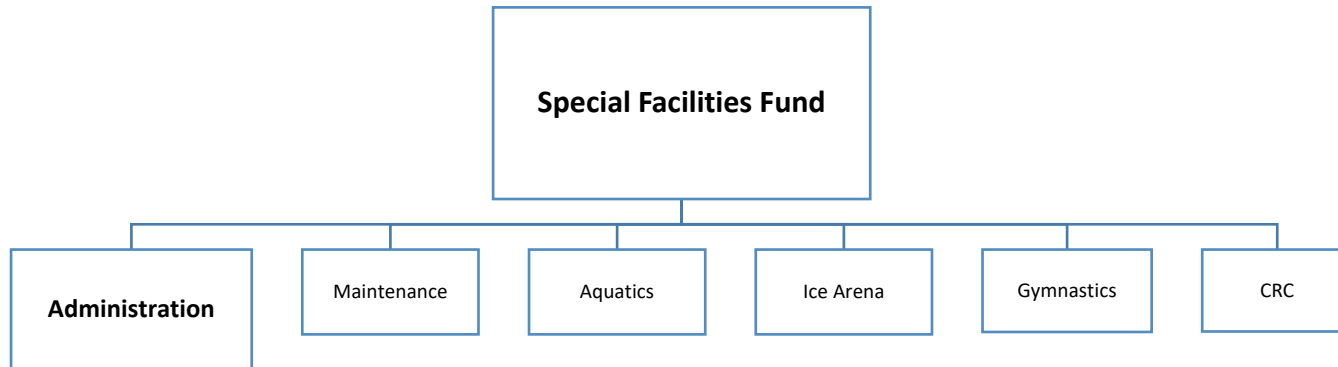 Special Facilities Fund
Administration
Maintenance
Aquatics
Ice Arena
Gymnastics
CRC